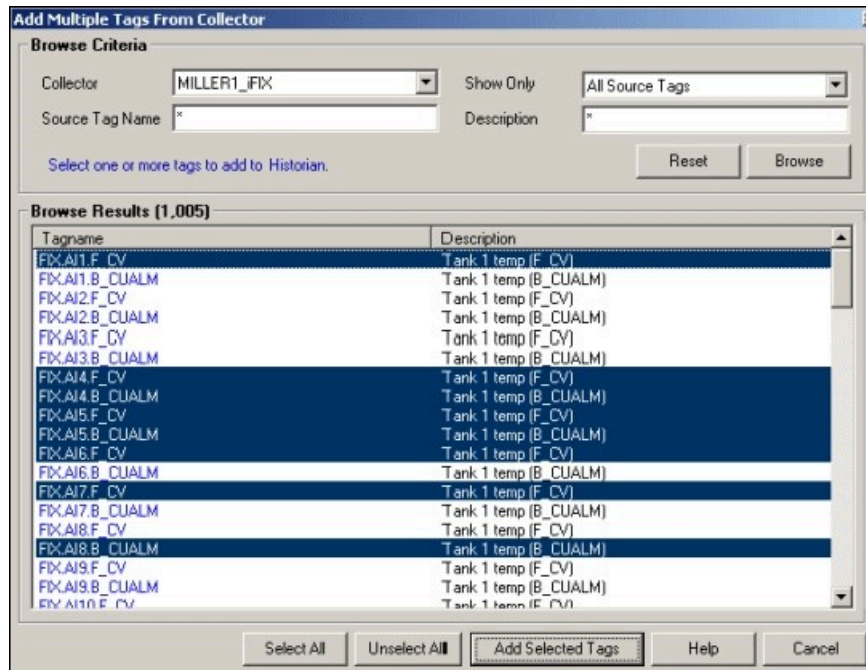 Add Multiple Tags From Collector
Browse Criteria
Collector MILLER1_iFIX Show Only All Source Tags
Source Tag Name * Description *
Select one or more tags to add to Historian. Reset Browse
Browse Results (1,005)
Tagname Description
FIX.AI1.F_CV Tank 1 temp (F_CV)
FIX.AI1.B_CUALM Tank 1 temp (B_CUALM)
FIX.AI2.F_CV Tank 1 temp (F_CV)
FIX.AI2.B_CUALM Tank 1 temp (B_CUALM)
FIX.AI3.F_CV Tank 1 temp (F_CV)
FIX.AI3.B_CUALM Tank 1 temp (B_CUALM)
FIX.AI4.F_CV Tank 1 temp (F_CV)
FIX.AI4.B_CUALM Tank 1 temp (B_CUALM)
FIX.AI5.F_CV Tank 1 temp (F_CV)
FIX.AI5.B_CUALM Tank 1 temp (B_CUALM)
FIX.AI6.F_CV Tank 1 temp (F_CV)
FIX.AI6.B_CUALM Tank 1 temp (B_CUALM)
FIX.AI7.F_CV Tank 1 temp (F_CV)
FIX.AI7.B_CUALM Tank 1 temp (B_CUALM)
FIX.AI8.F_CV Tank 1 temp (F_CV)
FIX.AI8.B_CUALM Tank 1 temp (B_CUALM)
FIX.AI9.F_CV Tank 1 temp (F_CV)
FIX.AI9.B_CUALM Tank 1 temp (B_CUALM)
FIX.AI10.F_CV Tank 1 temp (F_CV)
Select All Unselect All Add Selected Tags Help Cancel